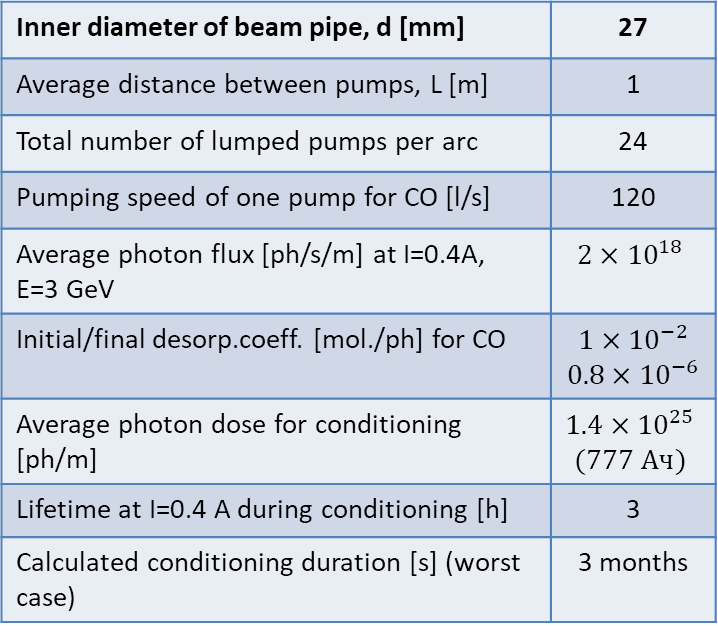 Inner diameter of beam pipe, d [mm] 27
Average distance between pumps, L [m] 1
Total number of lumped pumps per arc 24
Pumping speed of one pump for CO [l/s] 120
Average photon flux [ph/s/m] at I=0.4A, 2 × 10¹⁸
E=3 GeV
Initial/final desorp.coeff. [mol./ph] for CO 1 × 10⁻²
0.8 × 10⁻⁶
Average photon dose for conditioning 1.4 × 10²⁵
[ph/m] (777 Ач)
Lifetime at I=0.4 A during conditioning [h] 3
Calculated conditioning duration [s] (worst 3 months
case)